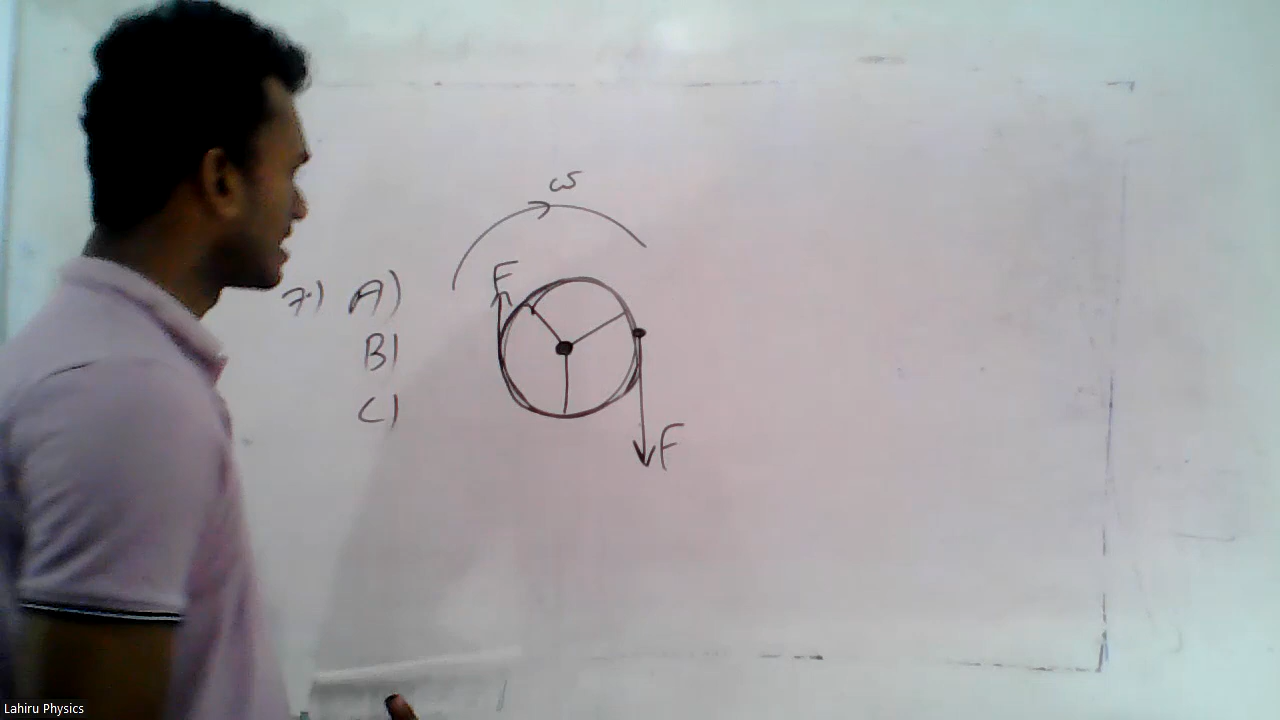 ω
7) A)
F
B)
C)
F
Lahiru Physics